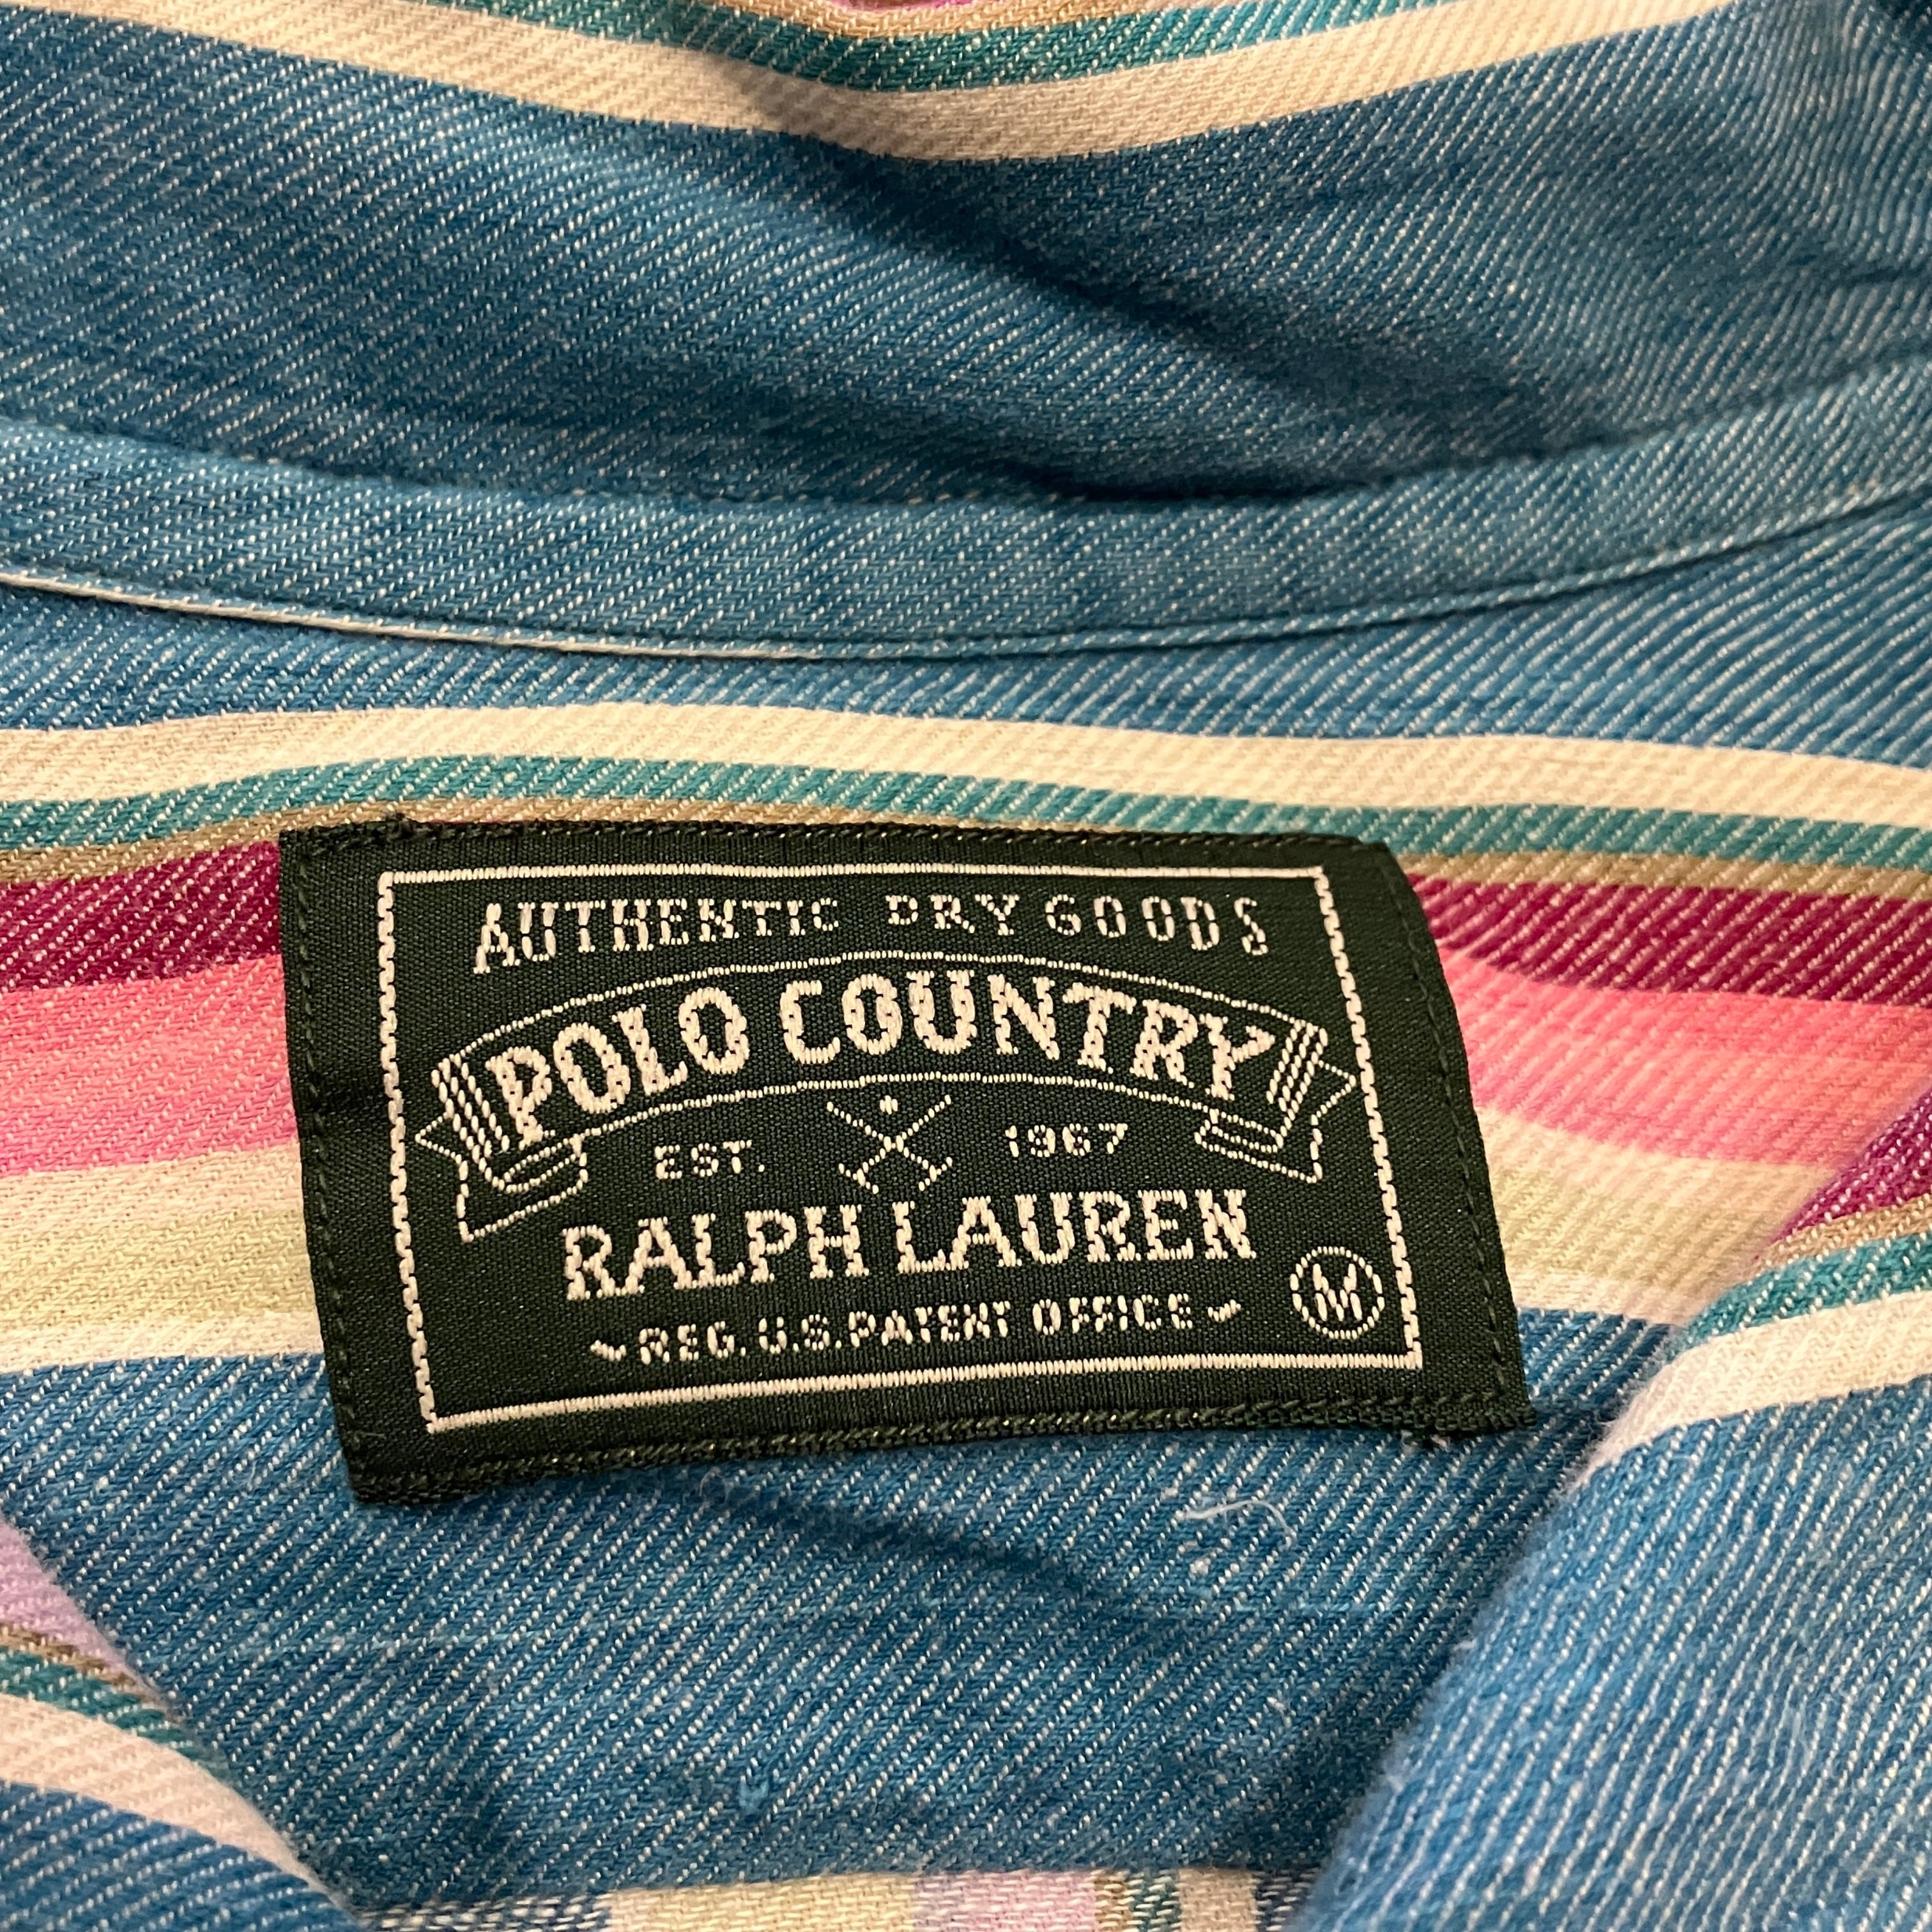 AUTHENTIC DRY GOODS
POLO COUNTRY
EST. 1967
RALPH LAUREN
REG. U.S. PATENT OFFICE
M